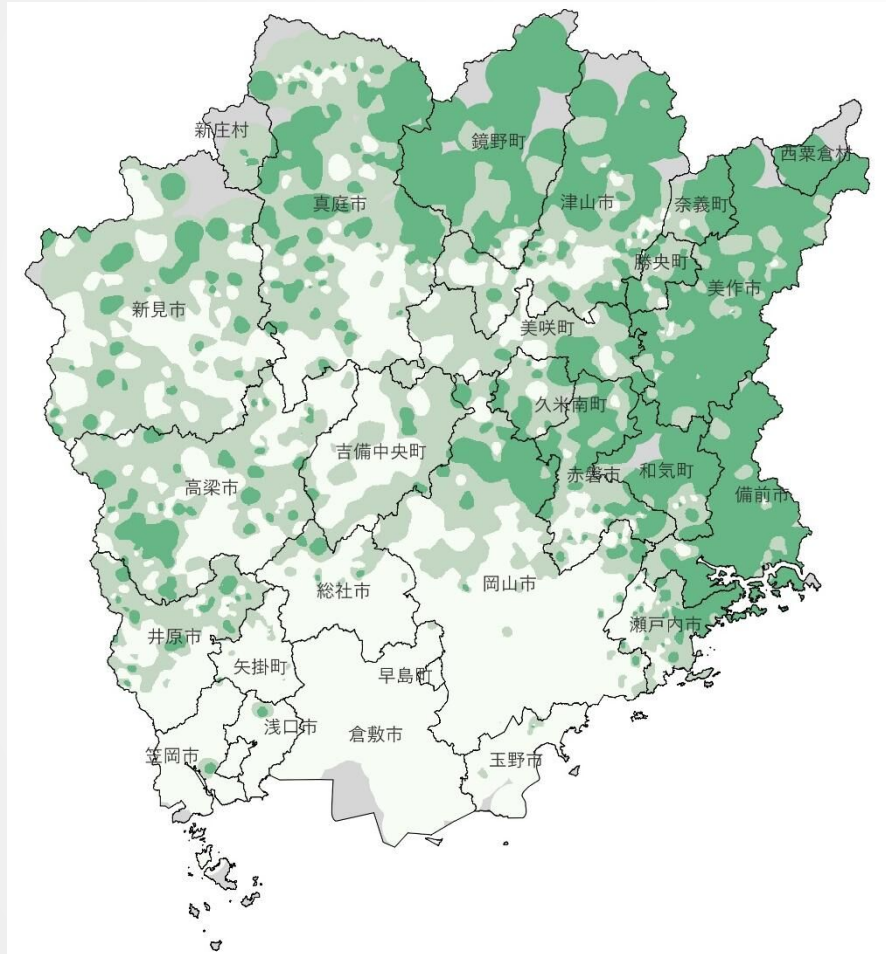 新庄村
鏡野町
西粟倉村
真庭市
津山市
奈義町
勝央町
美作市
新見市
美咲町
久米南町
吉備中央町
赤磐市
和気町
高梁市
備前市
岡山市
総社市
瀬戸内市
井原市
矢掛町
早島町
浅口市
倉敷市
笠岡市
玉野市